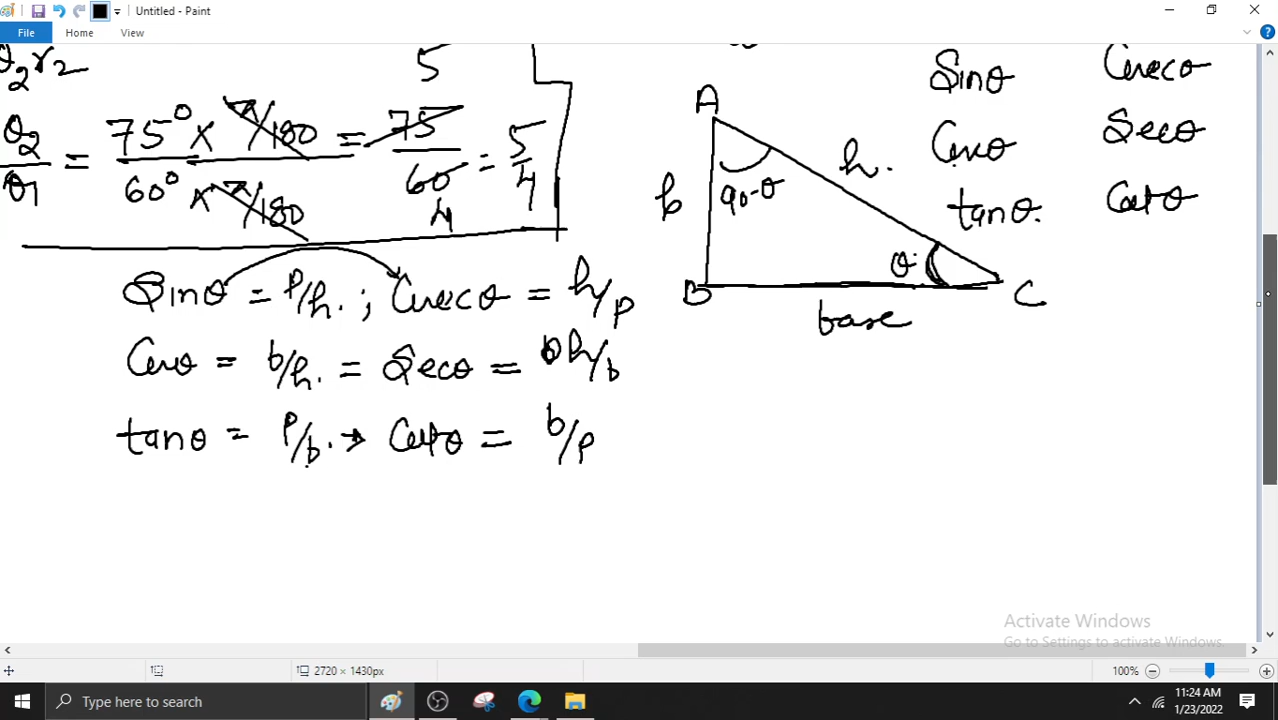 Untitled - Paint
File Home View
θ2r2
5
θ2/θ1 = 75° x π/180 / 60° x π/180 = 75/60 = 5/4
4
Sinθ = p/h. ; Cosecθ = h/p
Cosθ = b/h. = Secθ = h/b
tanθ = p/b. → Cotθ = b/p
A
h.
90-θ
θ
B
C
base
Sinθ Cosecθ
Cosθ Secθ
tanθ. Cotθ
Activate Windows
Go to Settings to activate Windows.
2720 × 1430px
100%
Type here to search
11:24 AM
1/23/2022